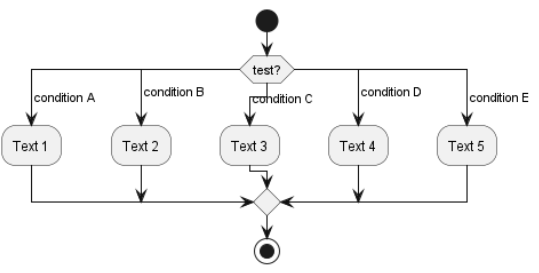 test?
condition A
condition B
condition C
condition D
condition E
Text 1
Text 2
Text 3
Text 4
Text 5